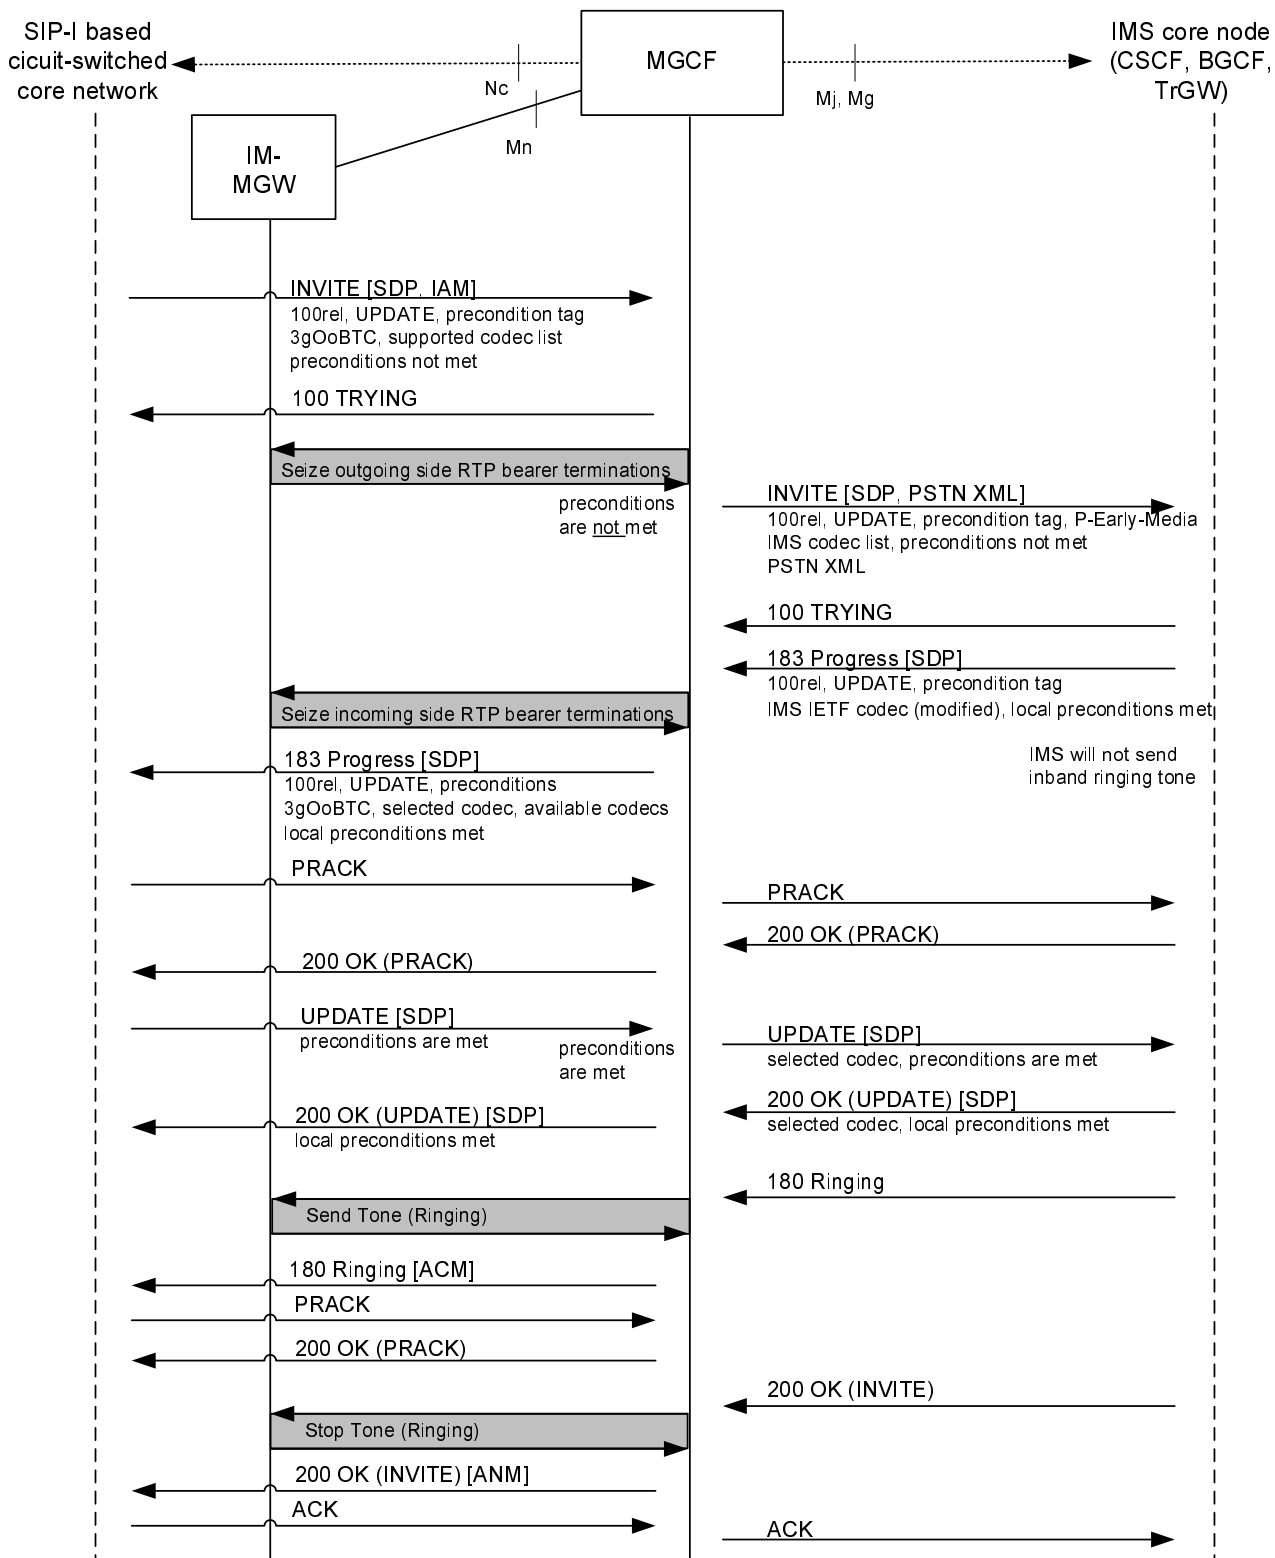 SIP-I based
cicuit-switched
core network
MGCF
IMS core node
(CSCF, BGCF,
TrGW)
Nc
Mj, Mg
Mn
IM-
MGW
INVITE [SDP, IAM]
100rel, UPDATE, precondition tag
3gOoBTC, supported codec list
preconditions not met
100 TRYING
Seize outgoing side RTP bearer terminations
preconditions
are not met
INVITE [SDP, PSTN XML]
100rel, UPDATE, precondition tag, P-Early-Media
IMS codec list, preconditions not met
PSTN XML
100 TRYING
183 Progress [SDP]
100rel, UPDATE, precondition tag
IMS IETF codec (modified), local preconditions met
Seize incoming side RTP bearer terminations
IMS will not send
inband ringing tone
183 Progress [SDP]
100rel, UPDATE, preconditions
3gOoBTC, selected codec, available codecs
local preconditions met
PRACK
PRACK
200 OK (PRACK)
200 OK (PRACK)
UPDATE [SDP]
preconditions are met
preconditions
are met
UPDATE [SDP]
selected codec, preconditions are met
200 OK (UPDATE) [SDP]
selected codec, local preconditions met
200 OK (UPDATE) [SDP]
local preconditions met
180 Ringing
Send Tone (Ringing)
180 Ringing [ACM]
PRACK
200 OK (PRACK)
200 OK (INVITE)
Stop Tone (Ringing)
200 OK (INVITE) [ANM]
ACK
ACK